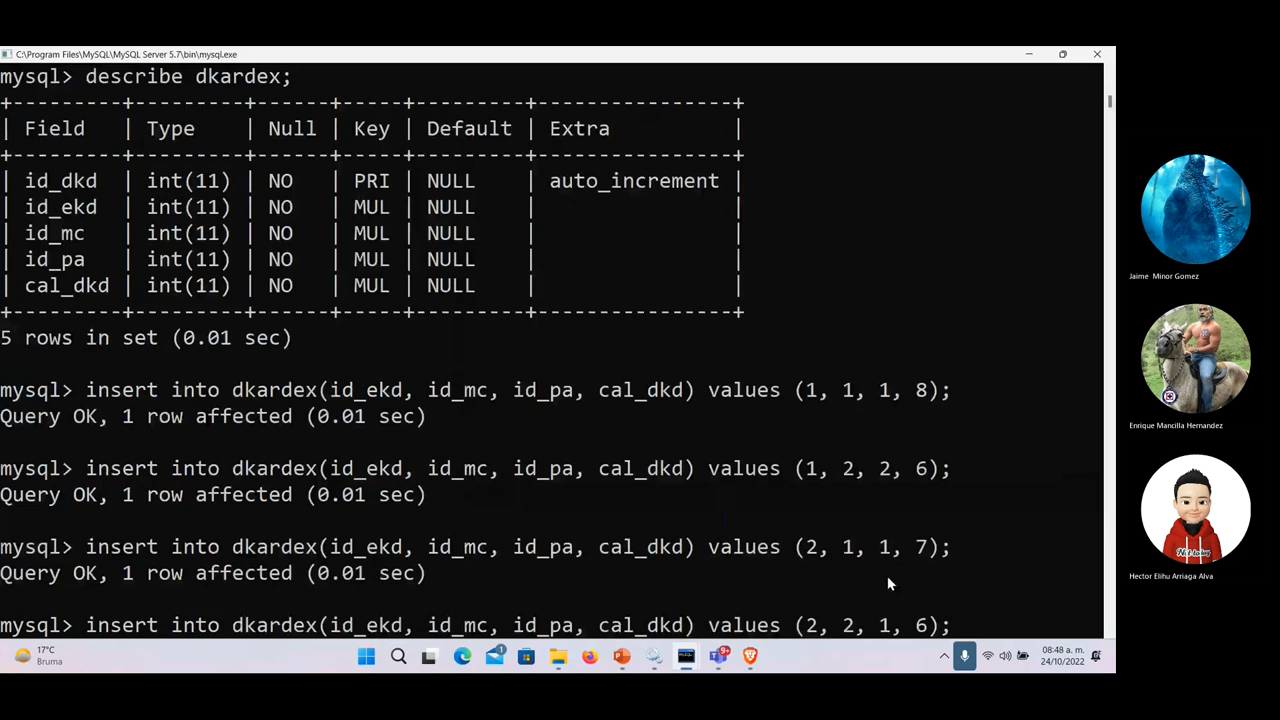 C:\Program Files\MySQL\MySQL Server 5.7\bin\mysql.exe
mysql> describe dkardex;
+---------+---------+------+-----+---------+----------------+
| Field | Type | Null | Key | Default | Extra |
+---------+---------+------+-----+---------+----------------+
| id_dkd | int(11) | NO | PRI | NULL | auto_increment |
| id_ekd | int(11) | NO | MUL | NULL | |
| id_mc | int(11) | NO | MUL | NULL | |
| id_pa | int(11) | NO | MUL | NULL | |
| cal_dkd | int(11) | NO | MUL | NULL | |
+---------+---------+------+-----+---------+----------------+
5 rows in set (0.01 sec)
mysql> insert into dkardex(id_ekd, id_mc, id_pa, cal_dkd) values (1, 1, 1, 8);
Query OK, 1 row affected (0.01 sec)
mysql> insert into dkardex(id_ekd, id_mc, id_pa, cal_dkd) values (1, 2, 2, 6);
Query OK, 1 row affected (0.01 sec)
mysql> insert into dkardex(id_ekd, id_mc, id_pa, cal_dkd) values (2, 1, 1, 7);
Query OK, 1 row affected (0.01 sec)
mysql> insert into dkardex(id_ekd, id_mc, id_pa, cal_dkd) values (2, 2, 1, 6);
17°C
Bruma
1
9+
08:48 a. m.
24/10/2022
Jaime Minor Gomez
Enrique Mancilla Hernandez
Not today
Hector Elihu Arriaga Alva